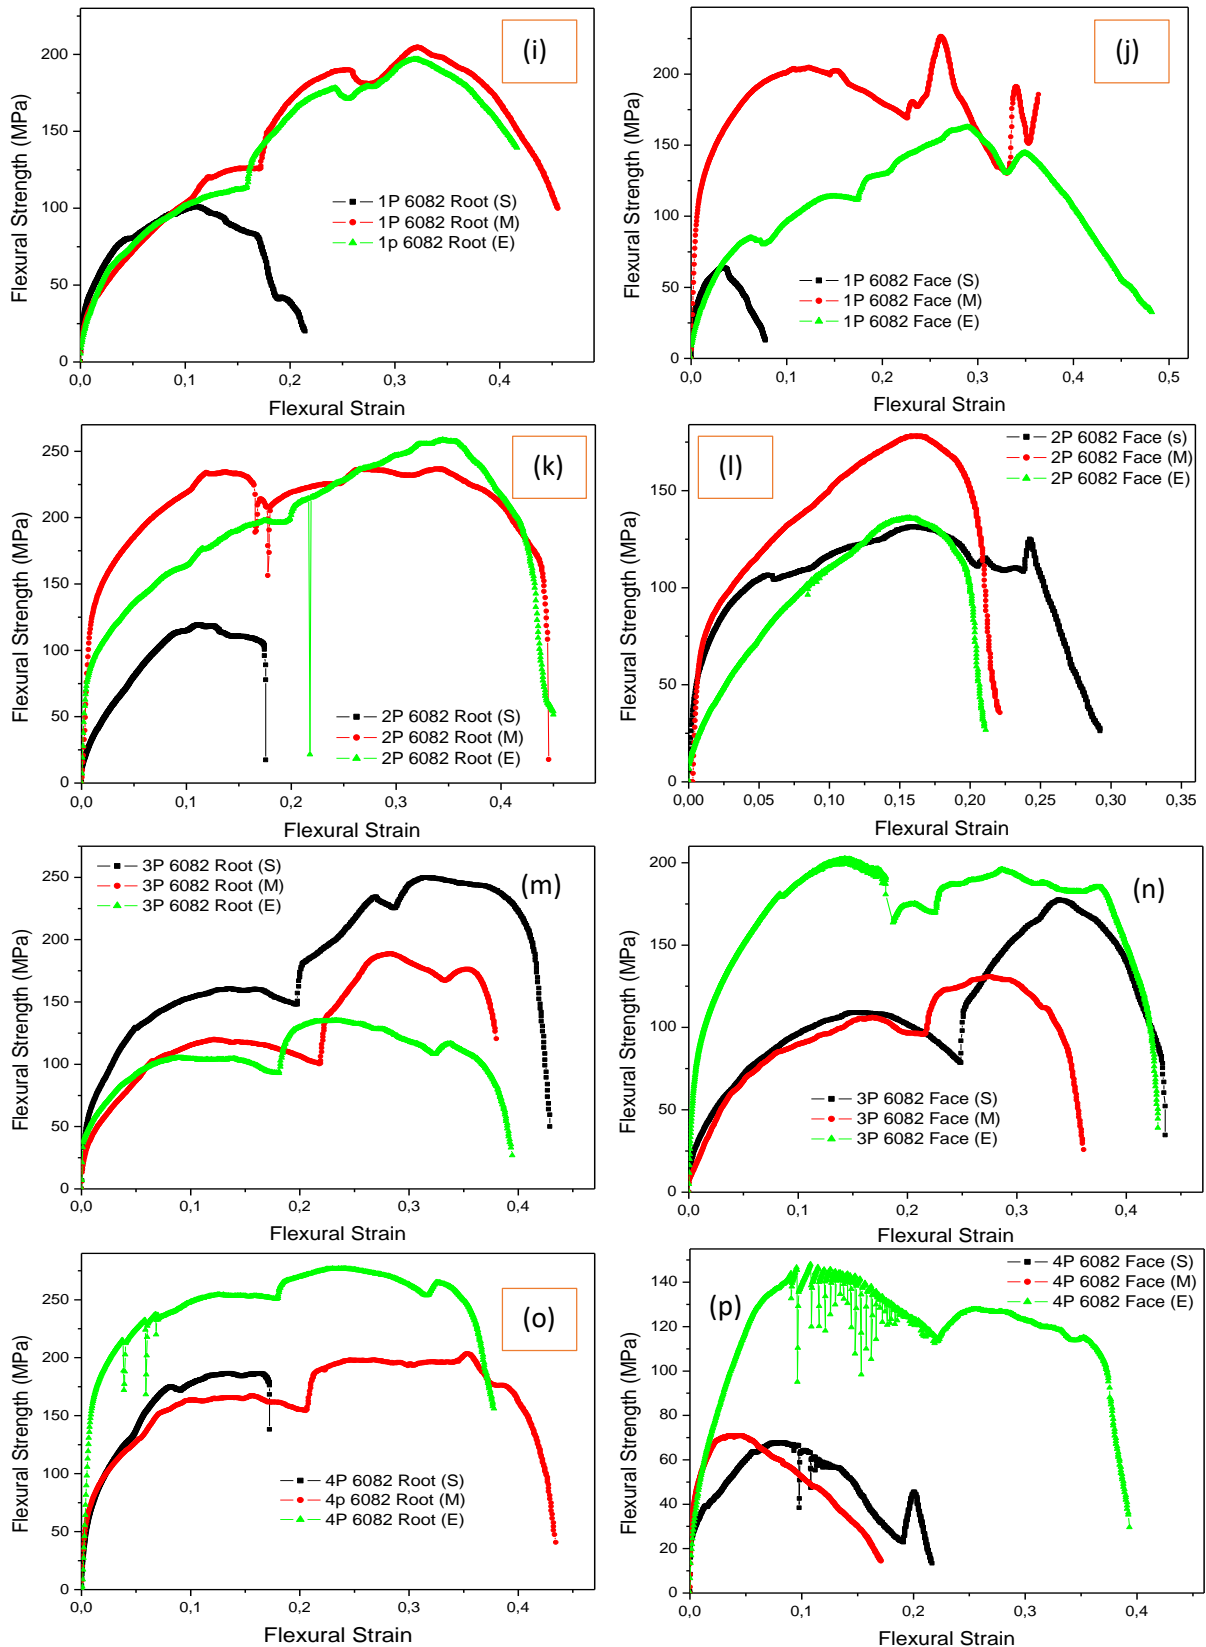 (i)
200
150
100
50
0
Flexural Strength (MPa)
1P 6082 Root (S)
1P 6082 Root (M)
1p 6082 Root (E)
0,0 0,1 0,2 0,3 0,4
Flexural Strain
(j)
250
200
150
100
50
0
Flexural Strength (MPa)
1P 6082 Face (S)
1P 6082 Face (M)
1P 6082 Face (E)
0,0 0,1 0,2 0,3 0,4 0,5
Flexural Strain
(k)
250
200
150
100
50
0
Flexural Strength (MPa)
2P 6082 Root (S)
2P 6082 Root (M)
2P 6082 Root (E)
0,0 0,1 0,2 0,3 0,4
Flexural Strain
(l)
2P 6082 Face (s)
2P 6082 Face (M)
2P 6082 Face (E)
150
100
50
0
Flexural Strength (MPa)
0,00 0,05 0,10 0,15 0,20 0,25 0,30 0,35
Flexural Strain
3P 6082 Root (S)
3P 6082 Root (M)
3P 6082 Root (E)
(m)
250
200
150
100
50
0
Flexural Strength (MPa)
0,0 0,1 0,2 0,3 0,4
Flexural Strain
(n)
200
150
100
50
0
Flexural Strength (MPa)
3P 6082 Face (S)
3P 6082 Face (M)
3P 6082 Face (E)
0,0 0,1 0,2 0,3 0,4
Flexural Strain
(o)
250
200
150
100
50
0
Flexural Strength (MPa)
4P 6082 Root (S)
4p 6082 Root (M)
4P 6082 Root (E)
0,0 0,1 0,2 0,3 0,4
Flexural Strain
(p)
4P 6082 Face (S)
4P 6082 Face (M)
4P 6082 Face (E)
140
120
100
80
60
40
20
0
Flexural Strength (MPa)
0,0 0,1 0,2 0,3 0,4
Flexural Strain